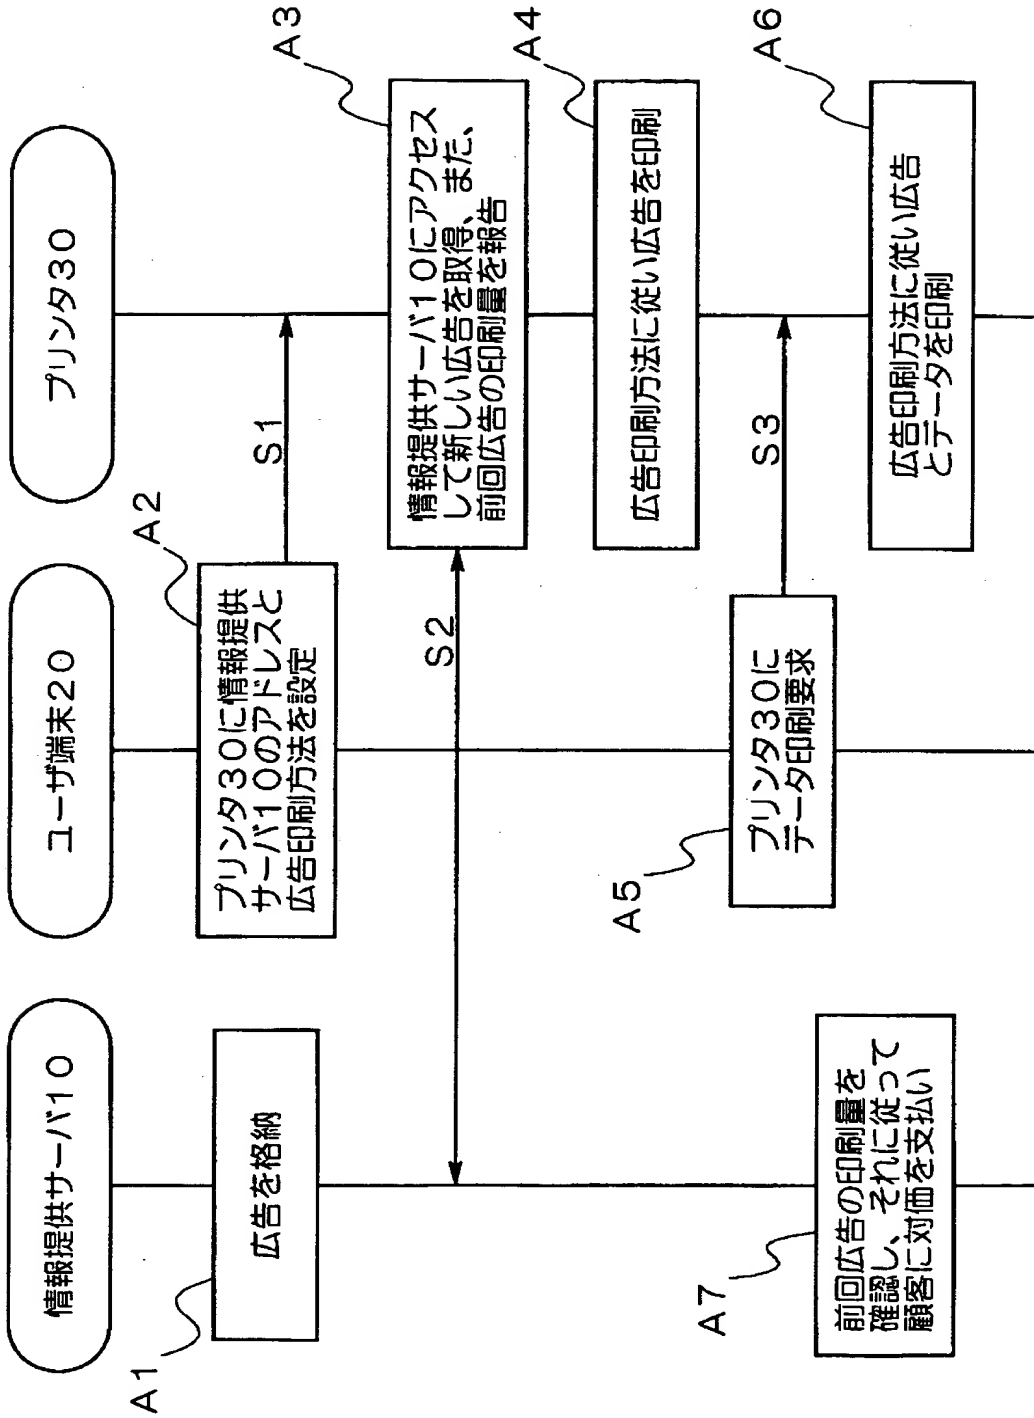 情報提供サーバ10
ユーザ端末20
プリンタ30
A1
広告を格納
A2
プリンタ30に情報提供
サーバ10のアドレスと
広告印刷方法を設定
S1
A3
情報提供サーバ10にアクセス
して新しい広告を取得、また、
前回広告の印刷量を報告
S2
A4
広告印刷方法に従い広告を印刷
A5
プリンタ30に
データ印刷要求
S3
A6
広告印刷方法に従い広告
とデータを印刷
A7
前回広告の印刷量を
確認し、それに従って
顧客に対価を支払い